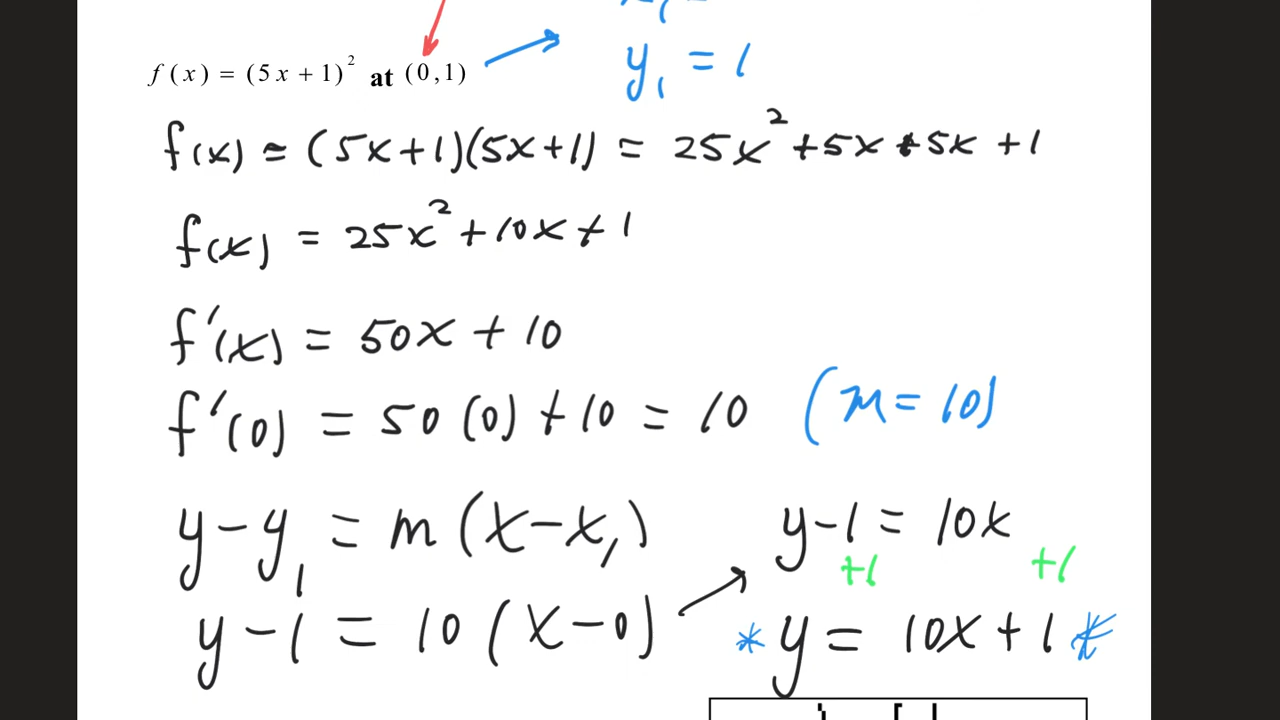 y₁ = 1
f(x) = (5x+1)² at (0,1)
f(x) = (5x+1)(5x+1) = 25x² +5x +5x +1
f(x) = 25x² +10x + 1
f'(x) = 50x + 10
f'(0) = 50(0) + 10 = 10 (m = 10)
y - y₁ = m(x - x₁)
y - 1 = 10(x - 0)
y - 1 = 10x
+1 +1
* y = 10x + 1 *